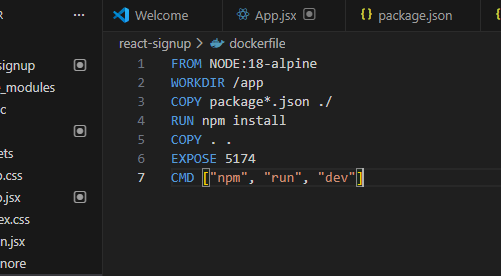 R
Welcome
App.jsx
package.json
react-signup > dockerfile
signup
_modules
c
ets
.css
.jsx
ex.css
n.jsx
nore
1 FROM NODE:18-alpine
2 WORKDIR /app
3 COPY package*.json ./
4 RUN npm install
5 COPY . .
6 EXPOSE 5174
7 CMD ["npm", "run", "dev"]